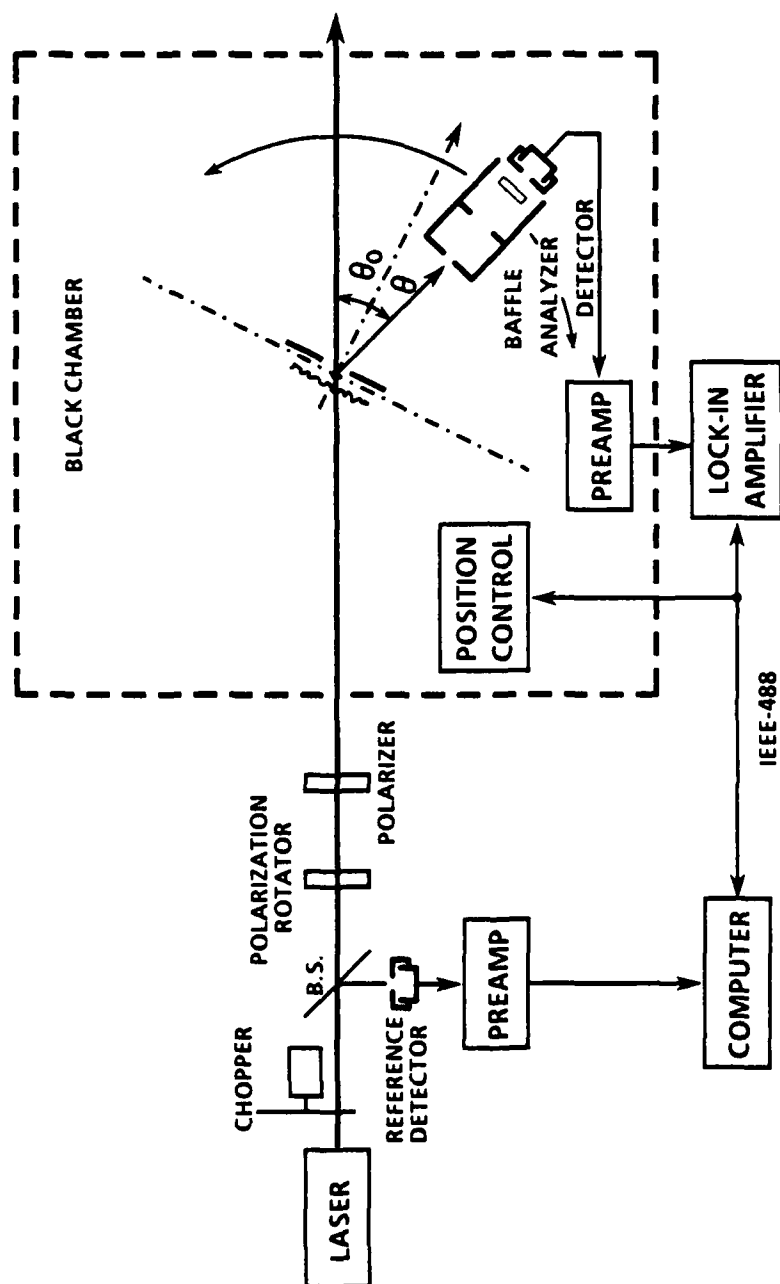 BLACK CHAMBER
θ₀
θ
BAFFLE
ANALYZER
DETECTOR
PREAMP
LOCK-IN
AMPLIFIER
POSITION
CONTROL
IEEE-488
POLARIZER
POLARIZATION
ROTATOR
B.S.
CHOPPER
REFERENCE
DETECTOR
PREAMP
COMPUTER
LASER